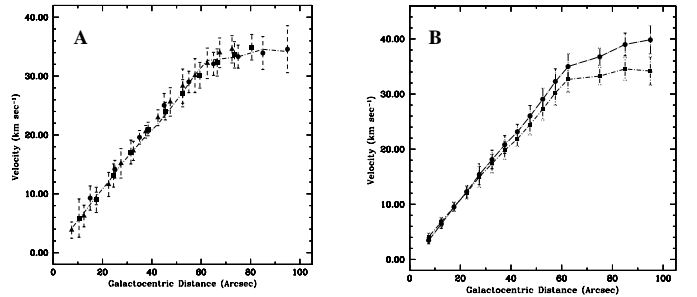 A
40.00
30.00
20.00
10.00
0.00
Velocity (km sec⁻¹)
0 20 40 60 80 100
Galactocentric Distance (Arcsec)
B
40.00
30.00
20.00
10.00
0.00
Velocity (km sec⁻¹)
0 20 40 60 80 100
Galactocentric Distance (Arcsec)